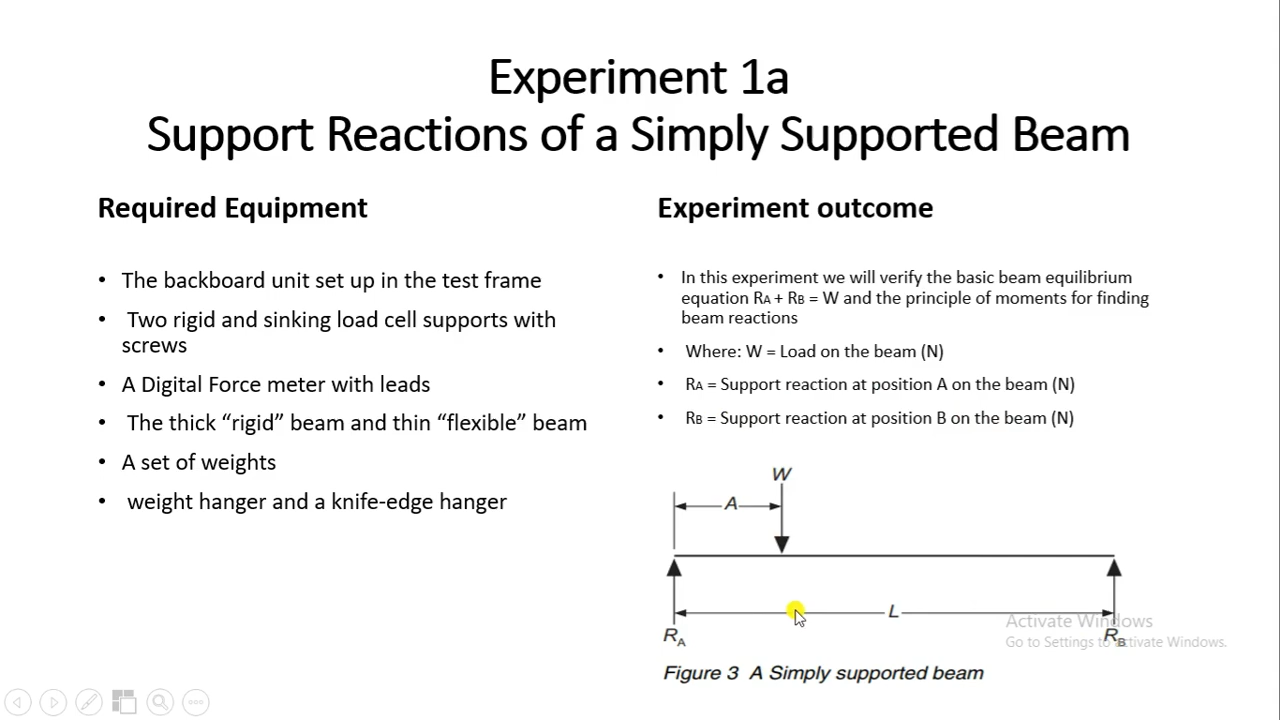 Experiment 1a
Support Reactions of a Simply Supported Beam
Required Equipment
• The backboard unit set up in the test frame
• Two rigid and sinking load cell supports with
screws
• A Digital Force meter with leads
• The thick “rigid” beam and thin “flexible” beam
• A set of weights
• weight hanger and a knife-edge hanger
Experiment outcome
• In this experiment we will verify the basic beam equilibrium
equation RA + RB = W and the principle of moments for finding
beam reactions
• Where: W = Load on the beam (N)
• RA = Support reaction at position A on the beam (N)
• RB = Support reaction at position B on the beam (N)
W
A
L
RA
RB
Figure 3 A Simply supported beam
Activate Windows
Go to Settings to activate Windows.